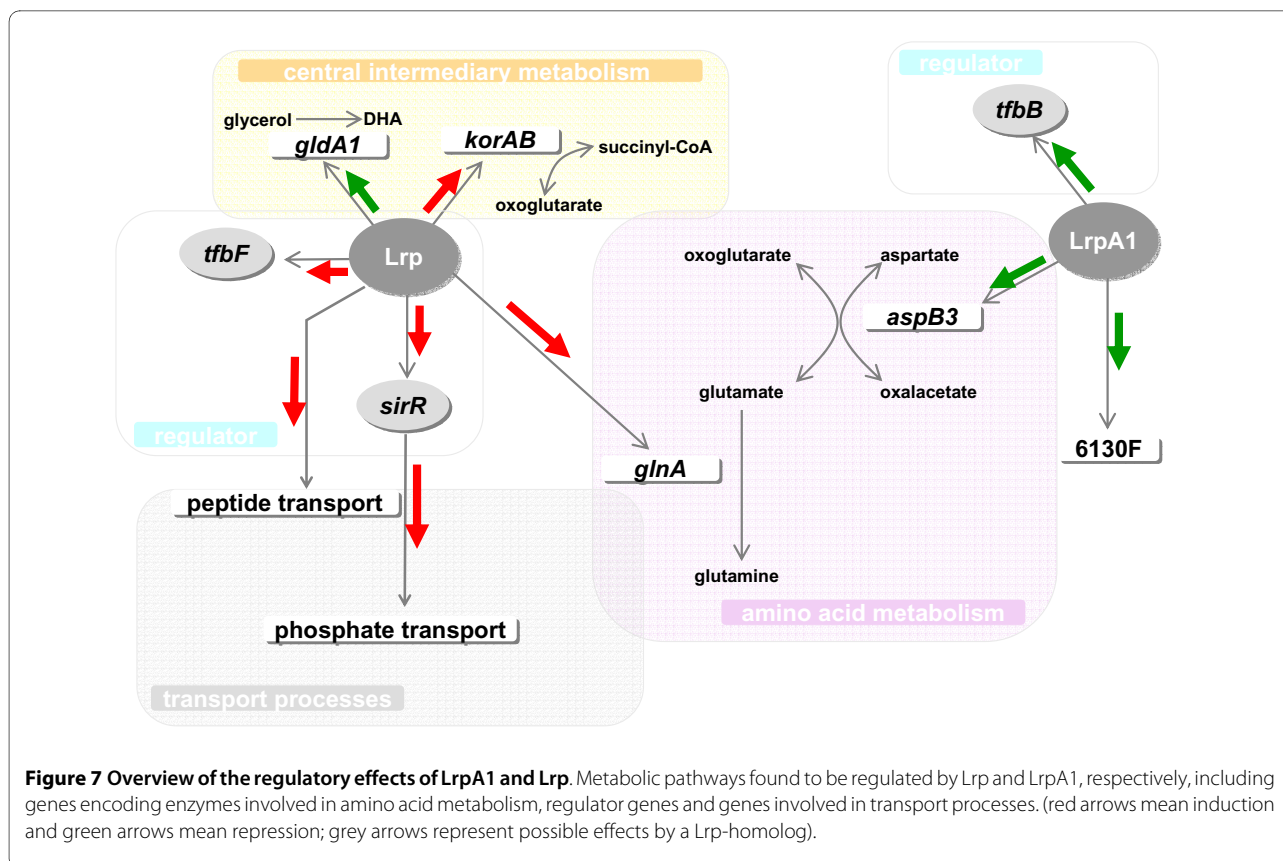 central intermediary metabolism
regulator
glycerol
DHA
gldA1
korAB
succinyl-CoA
oxoglutarate
tfbB
tfbF
Lrp
LrpA1
oxoglutarate
aspartate
aspB3
sirR
glutamate
oxalacetate
regulator
glnA
6130F
peptide transport
glutamine
amino acid metabolism
phosphate transport
transport processes
Figure 7 Overview of the regulatory effects of LrpA1 and Lrp. Metabolic pathways found to be regulated by Lrp and LrpA1, respectively, including
genes encoding enzymes involved in amino acid metabolism, regulator genes and genes involved in transport processes. (red arrows mean induction
and green arrows mean repression; grey arrows represent possible effects by a Lrp-homolog).